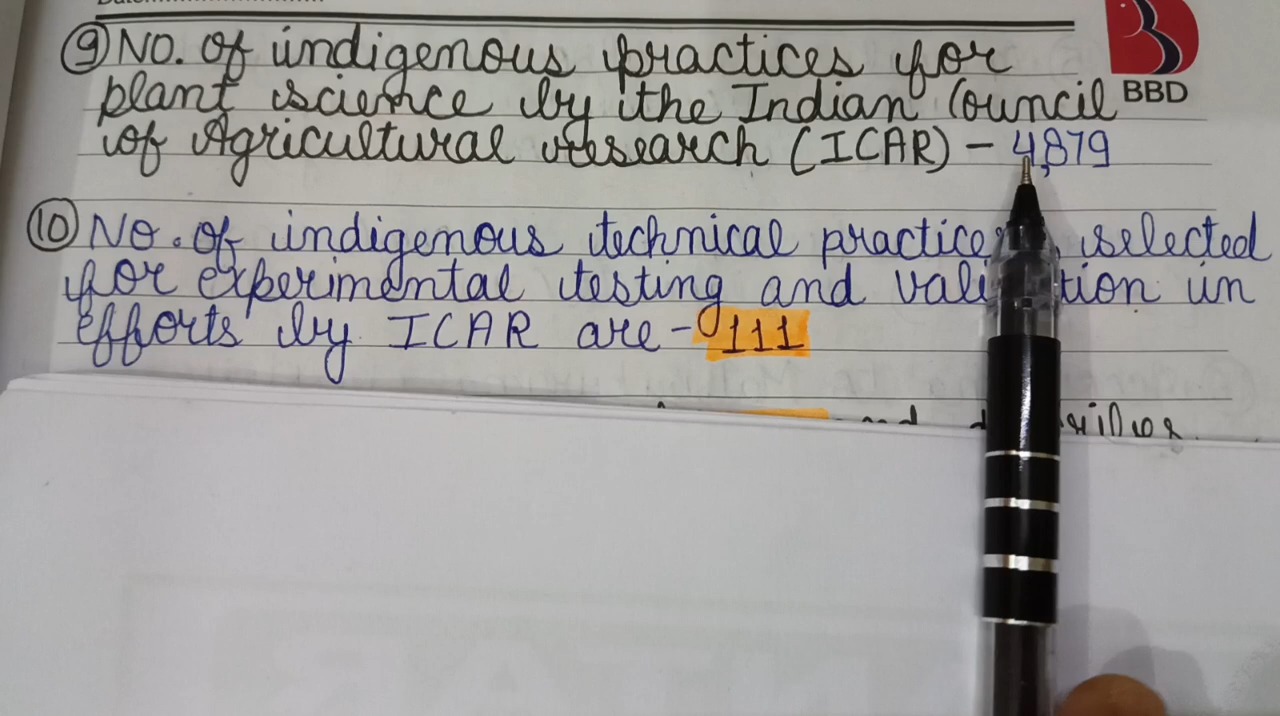 ⑨ No. of indigenous practices for
plant science by the Indian Council
of Agricultural research (ICAR) - 4,879
BBD
⑩ No. of indigenous technical practices selected
for experimental testing and vali tion in
efforts by ICAR are - 111